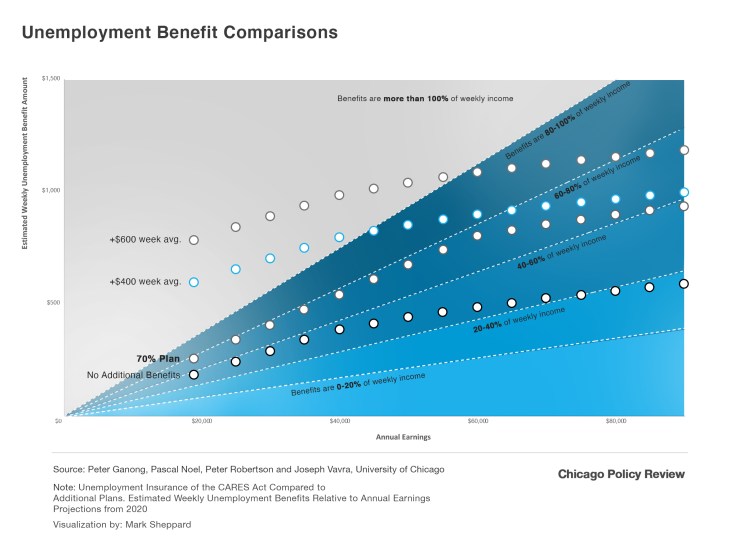 Unemployment Benefit Comparisons
Estimated Weekly Unemployment Benefit Amount
$1,500
$1,000
$500
$0
Benefits are more than 100% of weekly income
Benefits are 80-100% of weekly income
60-80% of weekly income
40-60% of weekly income
20-40% of weekly income
Benefits are 0-20% of weekly income
+$600 week avg.
+$400 week avg.
70% Plan
No Additional Benefits
$20,000
$40,000
$60,000
$80,000
Annual Earnings
Source: Peter Ganong, Pascal Noel, Peter Robertson and Joseph Vavra, University of Chicago
Chicago Policy Review
Note: Unemployment Insurance of the CARES Act Compared to
Additional Plans. Estimated Weekly Unemployment Benefits Relative to Annual Earnings
Projections from 2020
Visualization by: Mark Sheppard